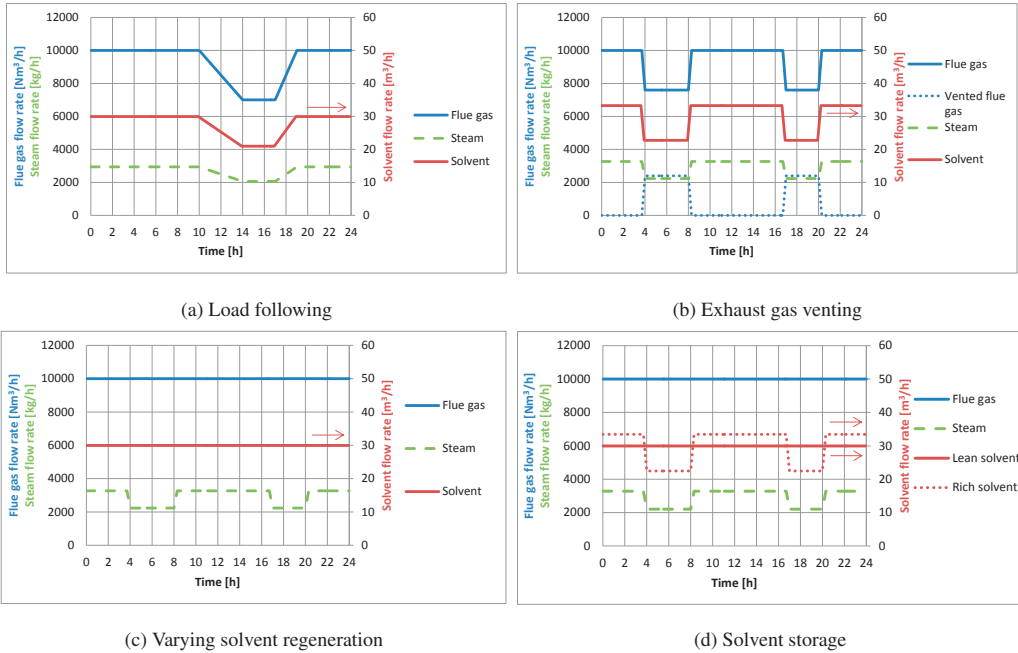 12000
10000
8000
6000
4000
2000
0
60
50
40
30
20
10
0
0 2 4 6 8 10 12 14 16 18 20 22 24
Time [h]
Flue gas flow rate [Nm³/h]
Steam flow rate [kg/h]
Solvent flow rate [m³/h]
Flue gas
Steam
Solvent
(a) Load following
12000
10000
8000
6000
4000
2000
0
60
50
40
30
20
10
0
0 2 4 6 8 10 12 14 16 18 20 22 24
Time [h]
Flue gas flow rate [Nm³/h]
Steam flow rate [kg/h]
Solvent flow rate [m³/h]
Flue gas
Vented flue
gas
Steam
Solvent
(b) Exhaust gas venting
12000
10000
8000
6000
4000
2000
0
60
50
40
30
20
10
0
0 2 4 6 8 10 12 14 16 18 20 22 24
Time [h]
Flue gas flow rate [Nm³/h]
Steam flow rate [kg/h]
Solvent flow rate [m³/h]
Flue gas
Steam
Solvent
(c) Varying solvent regeneration
12000
10000
8000
6000
4000
2000
0
60
50
40
30
20
10
0
0 2 4 6 8 10 12 14 16 18 20 22 24
Time [h]
Flue gas flow rate [Nm³/h]
Steam flow rate [kg/h]
Solvent flow rate [m³/h]
Flue gas
Steam
Lean solvent
Rich solvent
(d) Solvent storage